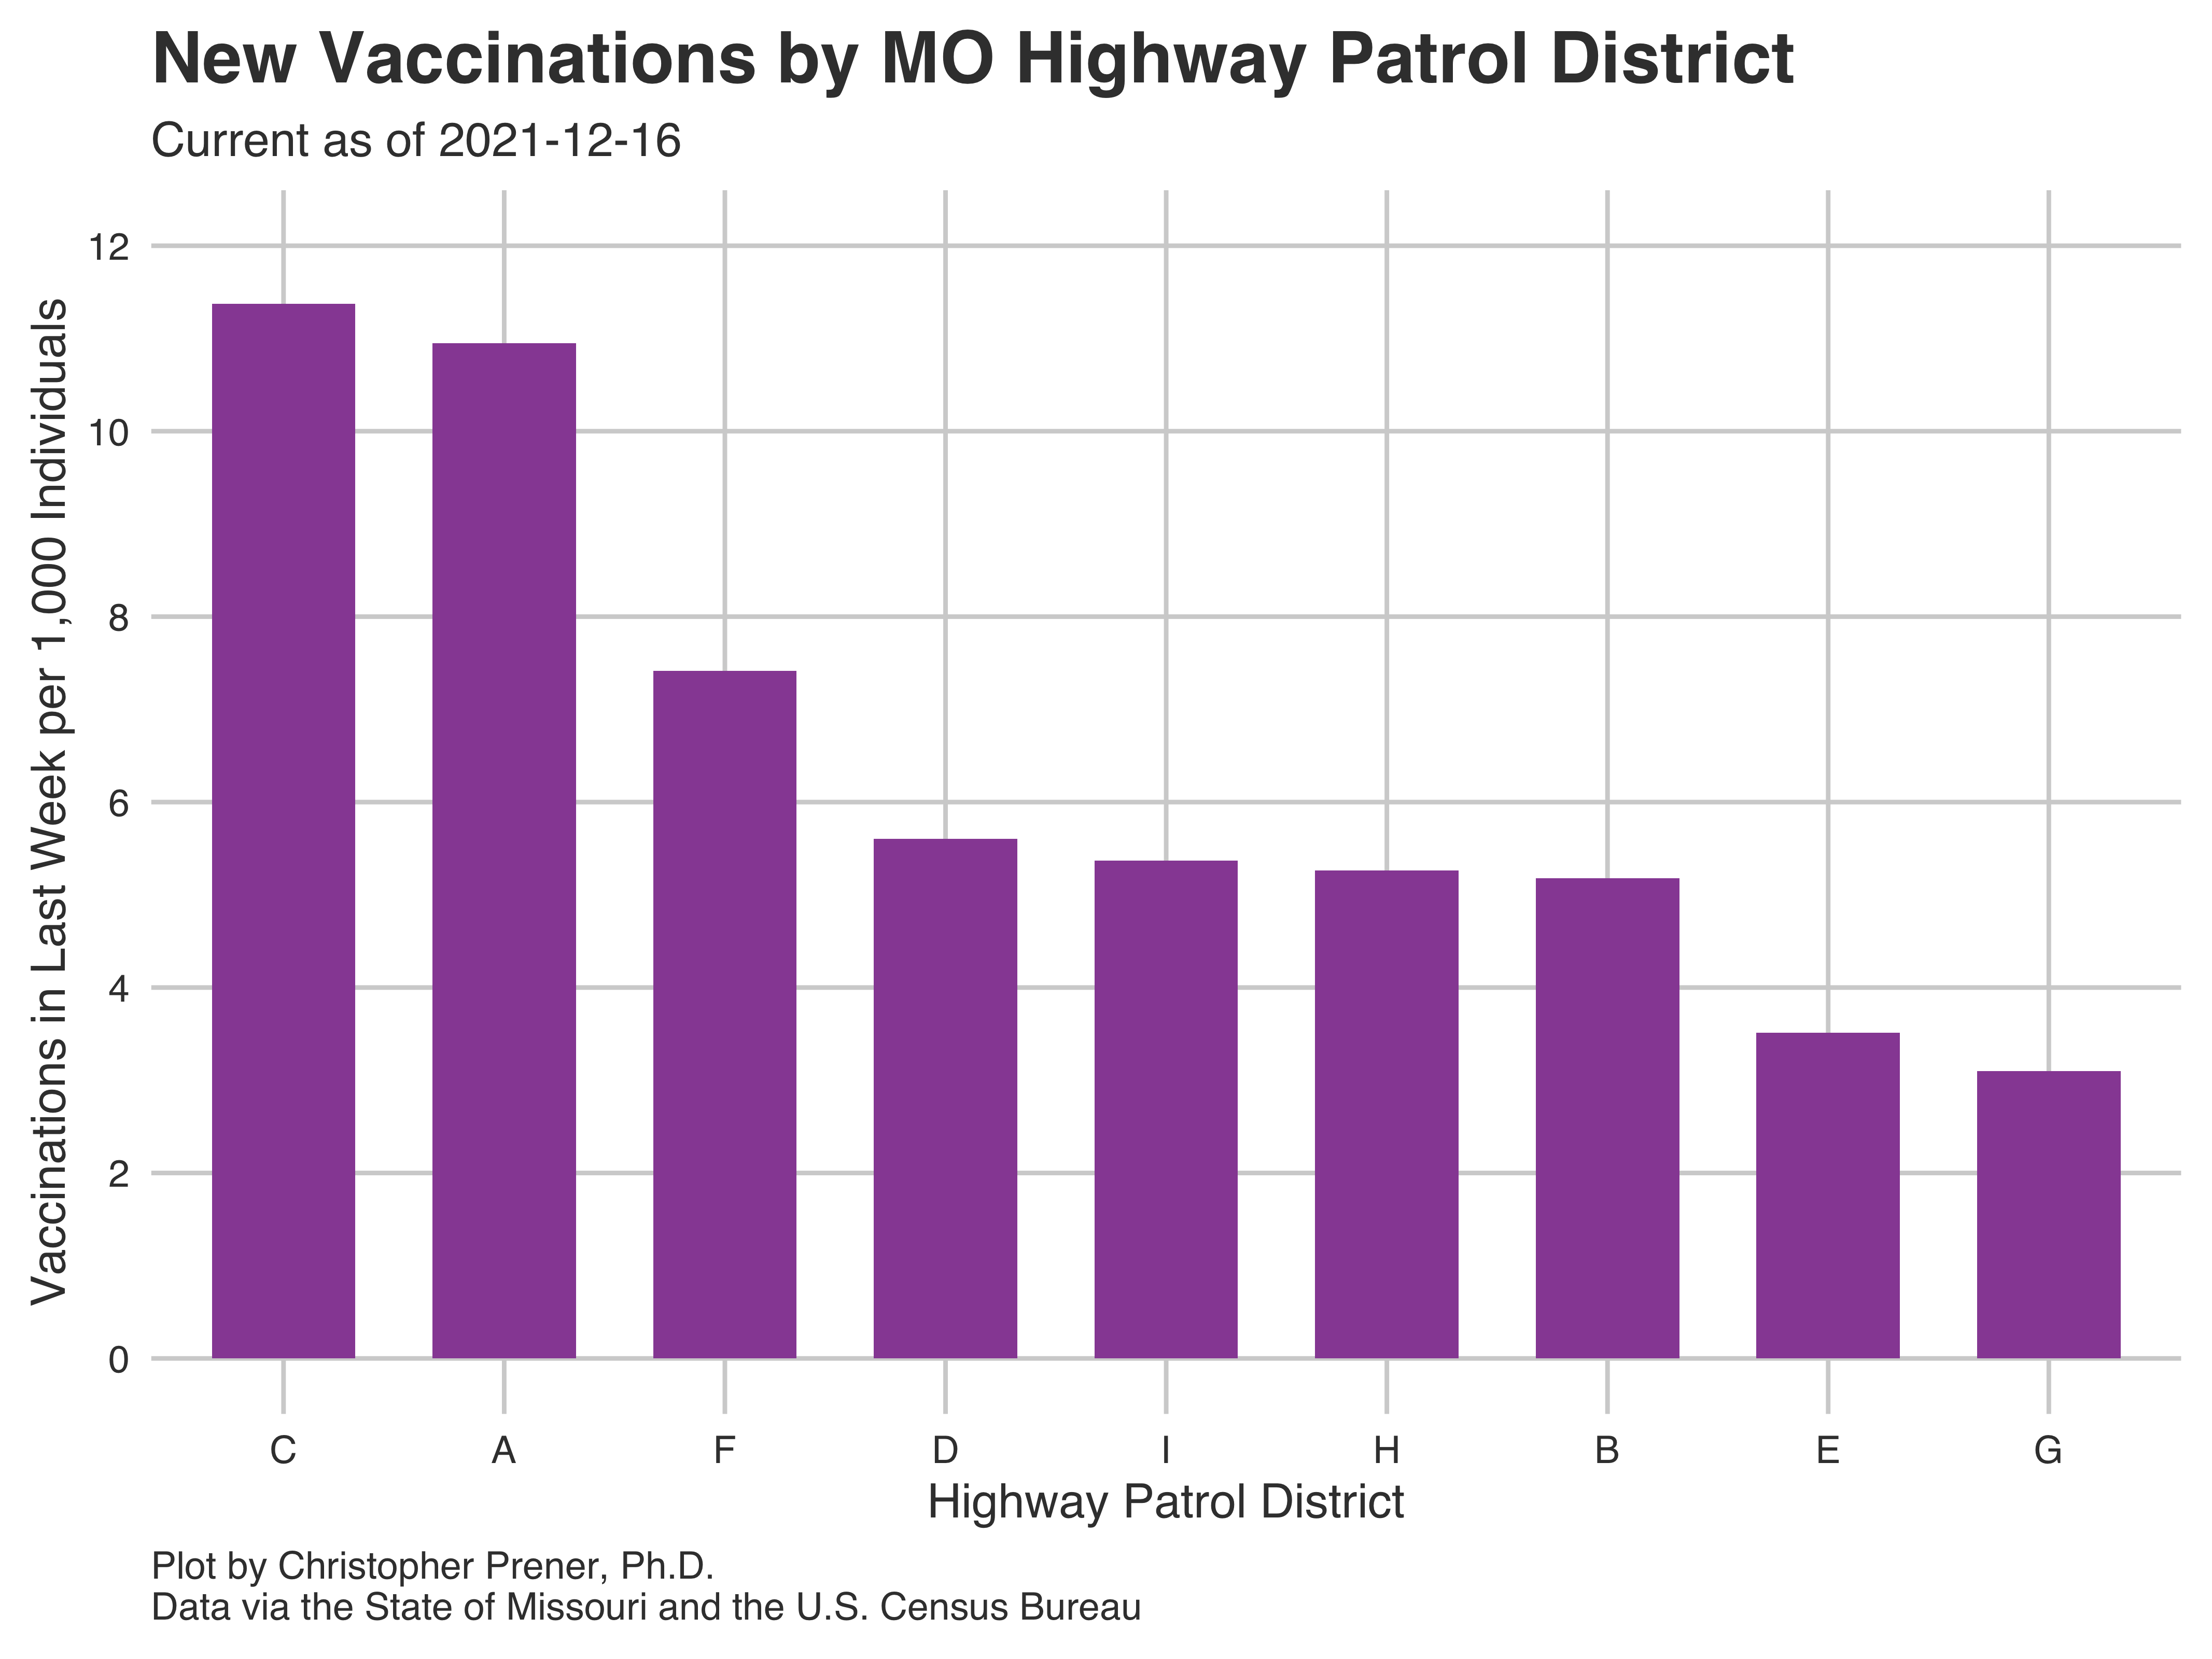 New Vaccinations by MO Highway Patrol District
Current as of 2021-12-16
Vaccinations in Last Week per 1,000 Individuals
12
10
8
6
4
2
0
C A F D I H B E G
Highway Patrol District
Plot by Christopher Prener, Ph.D.
Data via the State of Missouri and the U.S. Census Bureau